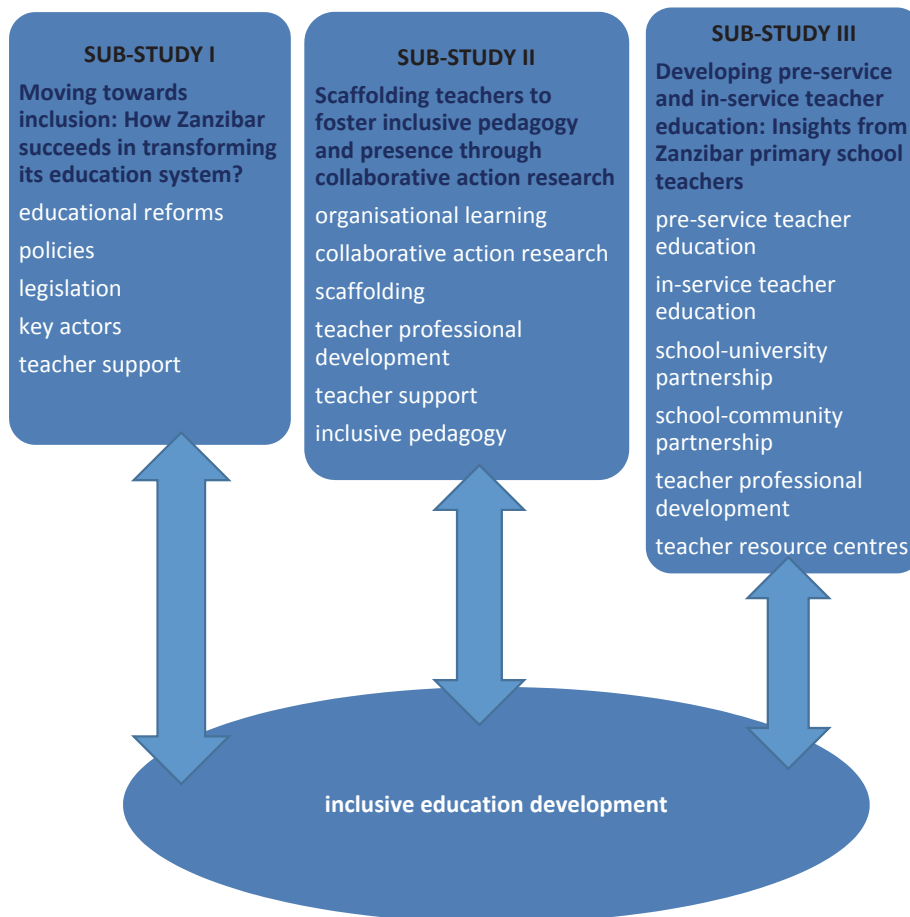 SUB-STUDY I
Moving towards
inclusion: How Zanzibar
succeeds in transforming
its education system?
educational reforms
policies
legislation
key actors
teacher support
SUB-STUDY II
Scaffolding teachers to
foster inclusive pedagogy
and presence through
collaborative action research
organisational learning
collaborative action research
scaffolding
teacher professional
development
teacher support
inclusive pedagogy
SUB-STUDY III
Developing pre-service
and in-service teacher
education: Insights from
Zanzibar primary school
teachers
pre-service teacher
education
in-service teacher
education
school-university
partnership
school-community
partnership
teacher professional
development
teacher resource centres
inclusive education development